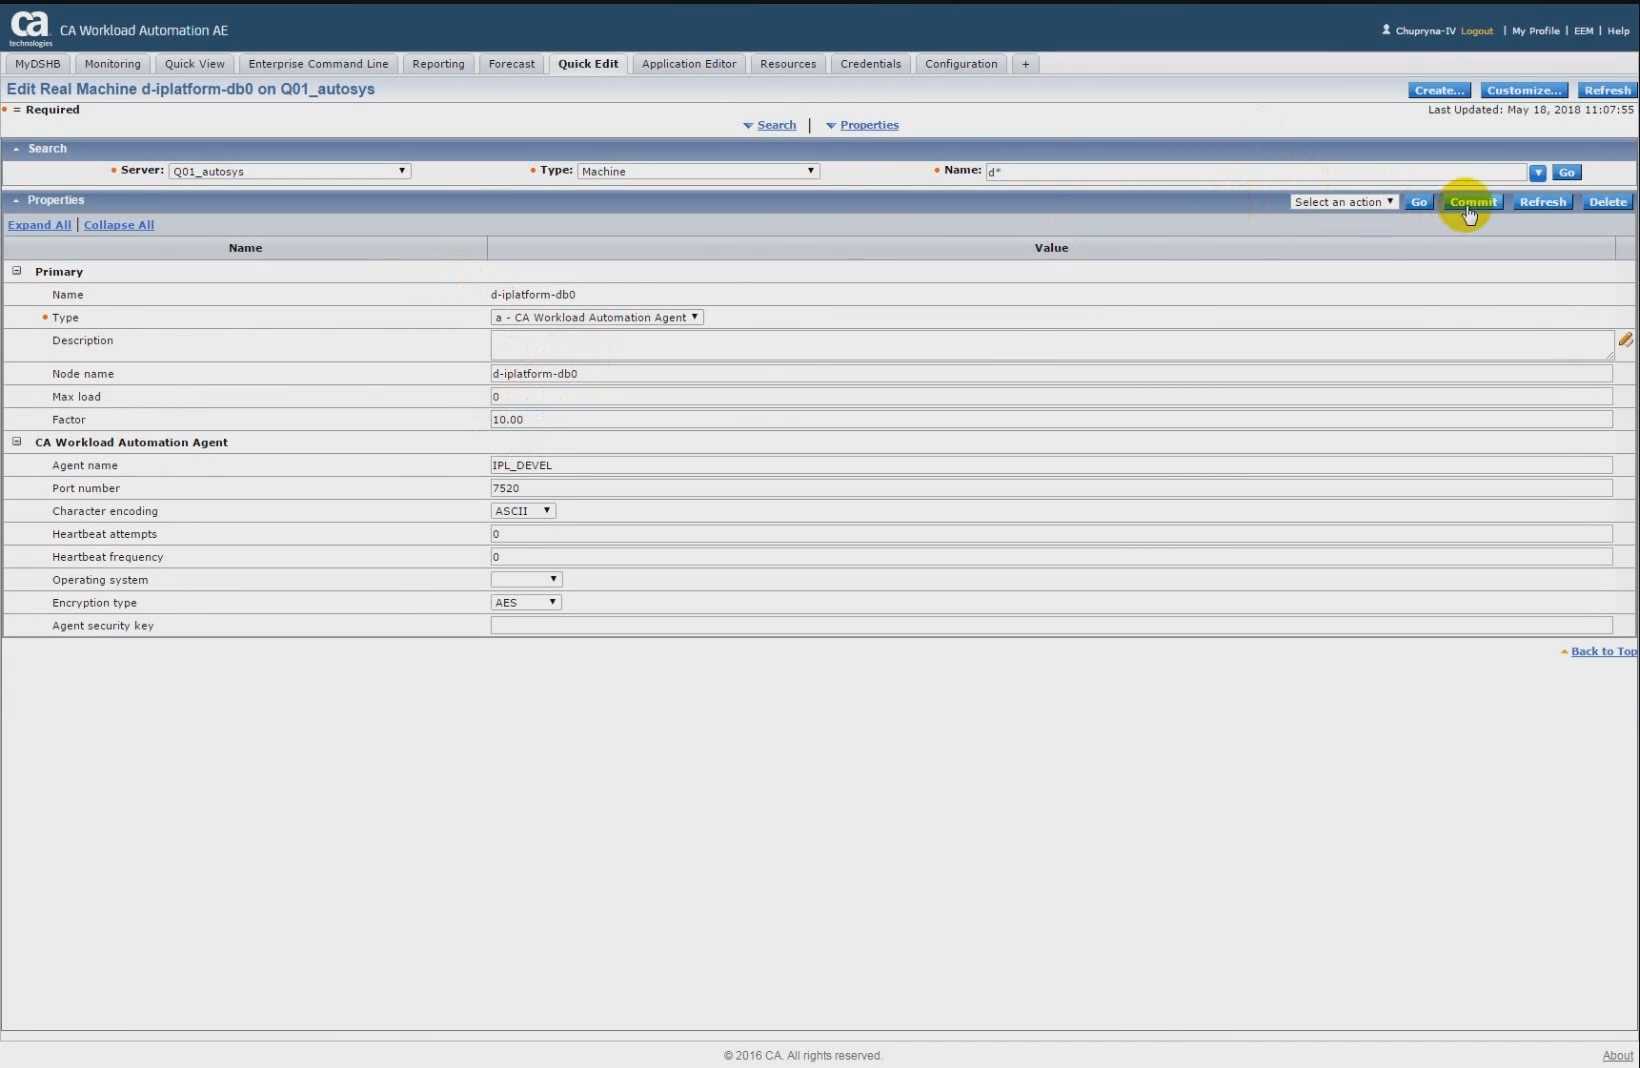 ca
technologies
CA Workload Automation AE
Chupryna-IV Logout | My Profile | EEM | Help
MyDSHB Monitoring Quick View Enterprise Command Line Reporting Forecast Quick Edit Application Editor Resources Credentials Configuration +
Edit Real Machine d-iplatform-db0 on Q01_autosys
Create... Customize... Refresh
= Required
Last Updated: May 18, 2018 11:07:55
Search | Properties
Search
Server: Q01_autosys Type: Machine Name: d* Go
Properties
Select an action Go Commit Refresh Delete
Expand All | Collapse All
Name Value
Primary
Name d-iplatform-db0
Type a - CA Workload Automation Agent
Description
Node name d-iplatform-db0
Max load 0
Factor 10.00
CA Workload Automation Agent
Agent name IPL_DEVEL
Port number 7520
Character encoding ASCII
Heartbeat attempts 0
Heartbeat frequency 0
Operating system
Encryption type AES
Agent security key
Back to Top
© 2016 CA. All rights reserved.
About